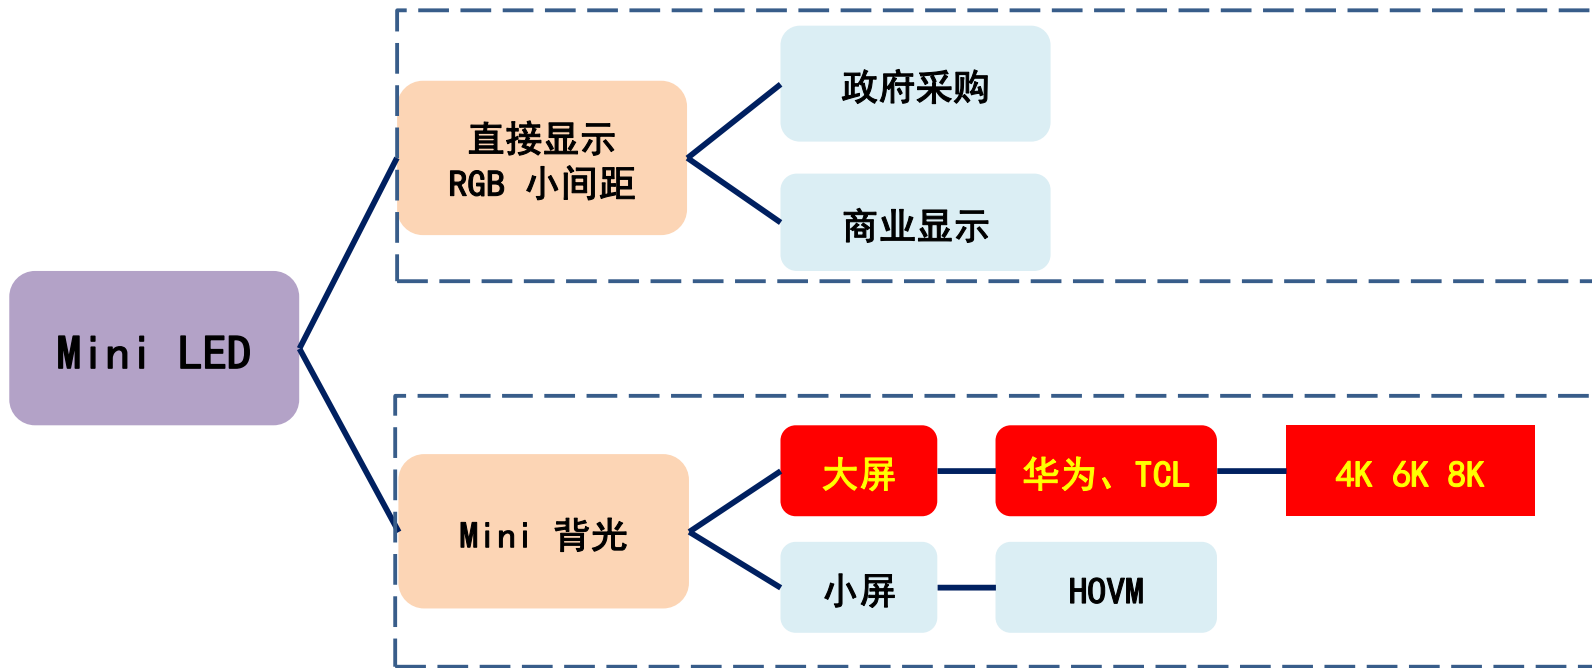 政府采购
直接显示
RGB 小间距
商业显示
Mini LED
大屏
华为、TCL
4K 6K 8K
Mini 背光
小屏
HOVM